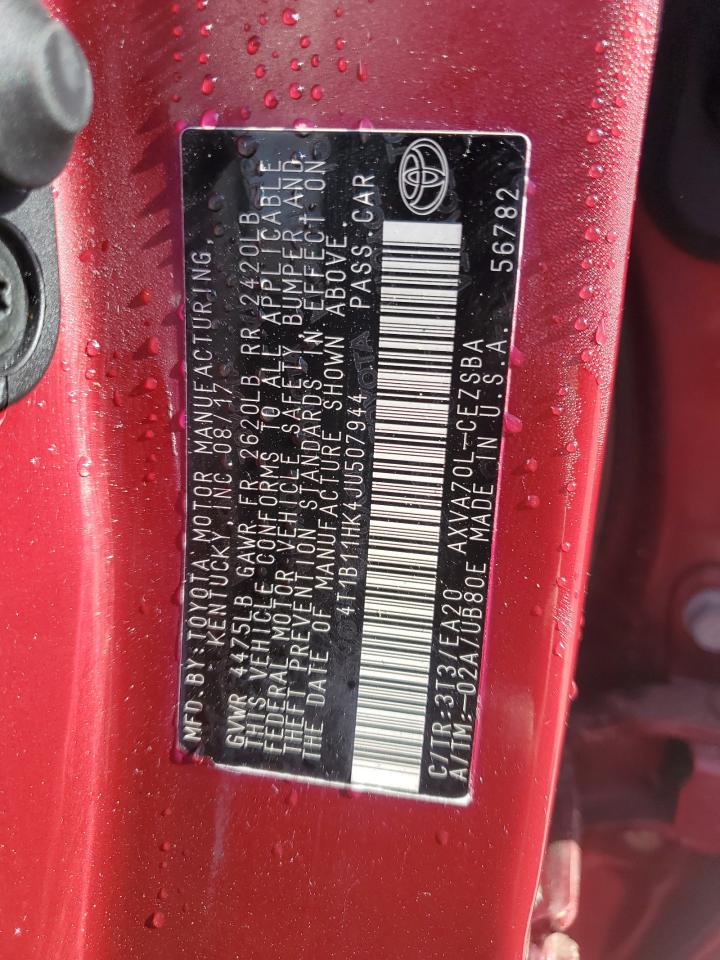 MFD.BY:TOYOTA MOTOR MANUFACTURING,
KENTUCKY,INC 08/17
GVWR 4475LB GAWR FR 2620LB RR 2420LB
THIS VEHICLE CONFORMS TO ALL APPLICABLE
FEDERAL MOTOR VEHICLE SAFETY BUMPER AND
THEFT PREVENTION STANDARDS IN EFFECT ON
THE DATE OF MANUFACTURE SHOWN ABOVE.
4T1B11HK4JU507944 PASS.CAR
C/TR:3T3/EA20 AXVA70L-CEZSBA
A/TM:-02A/UB80E MADE IN U.S.A. 56782